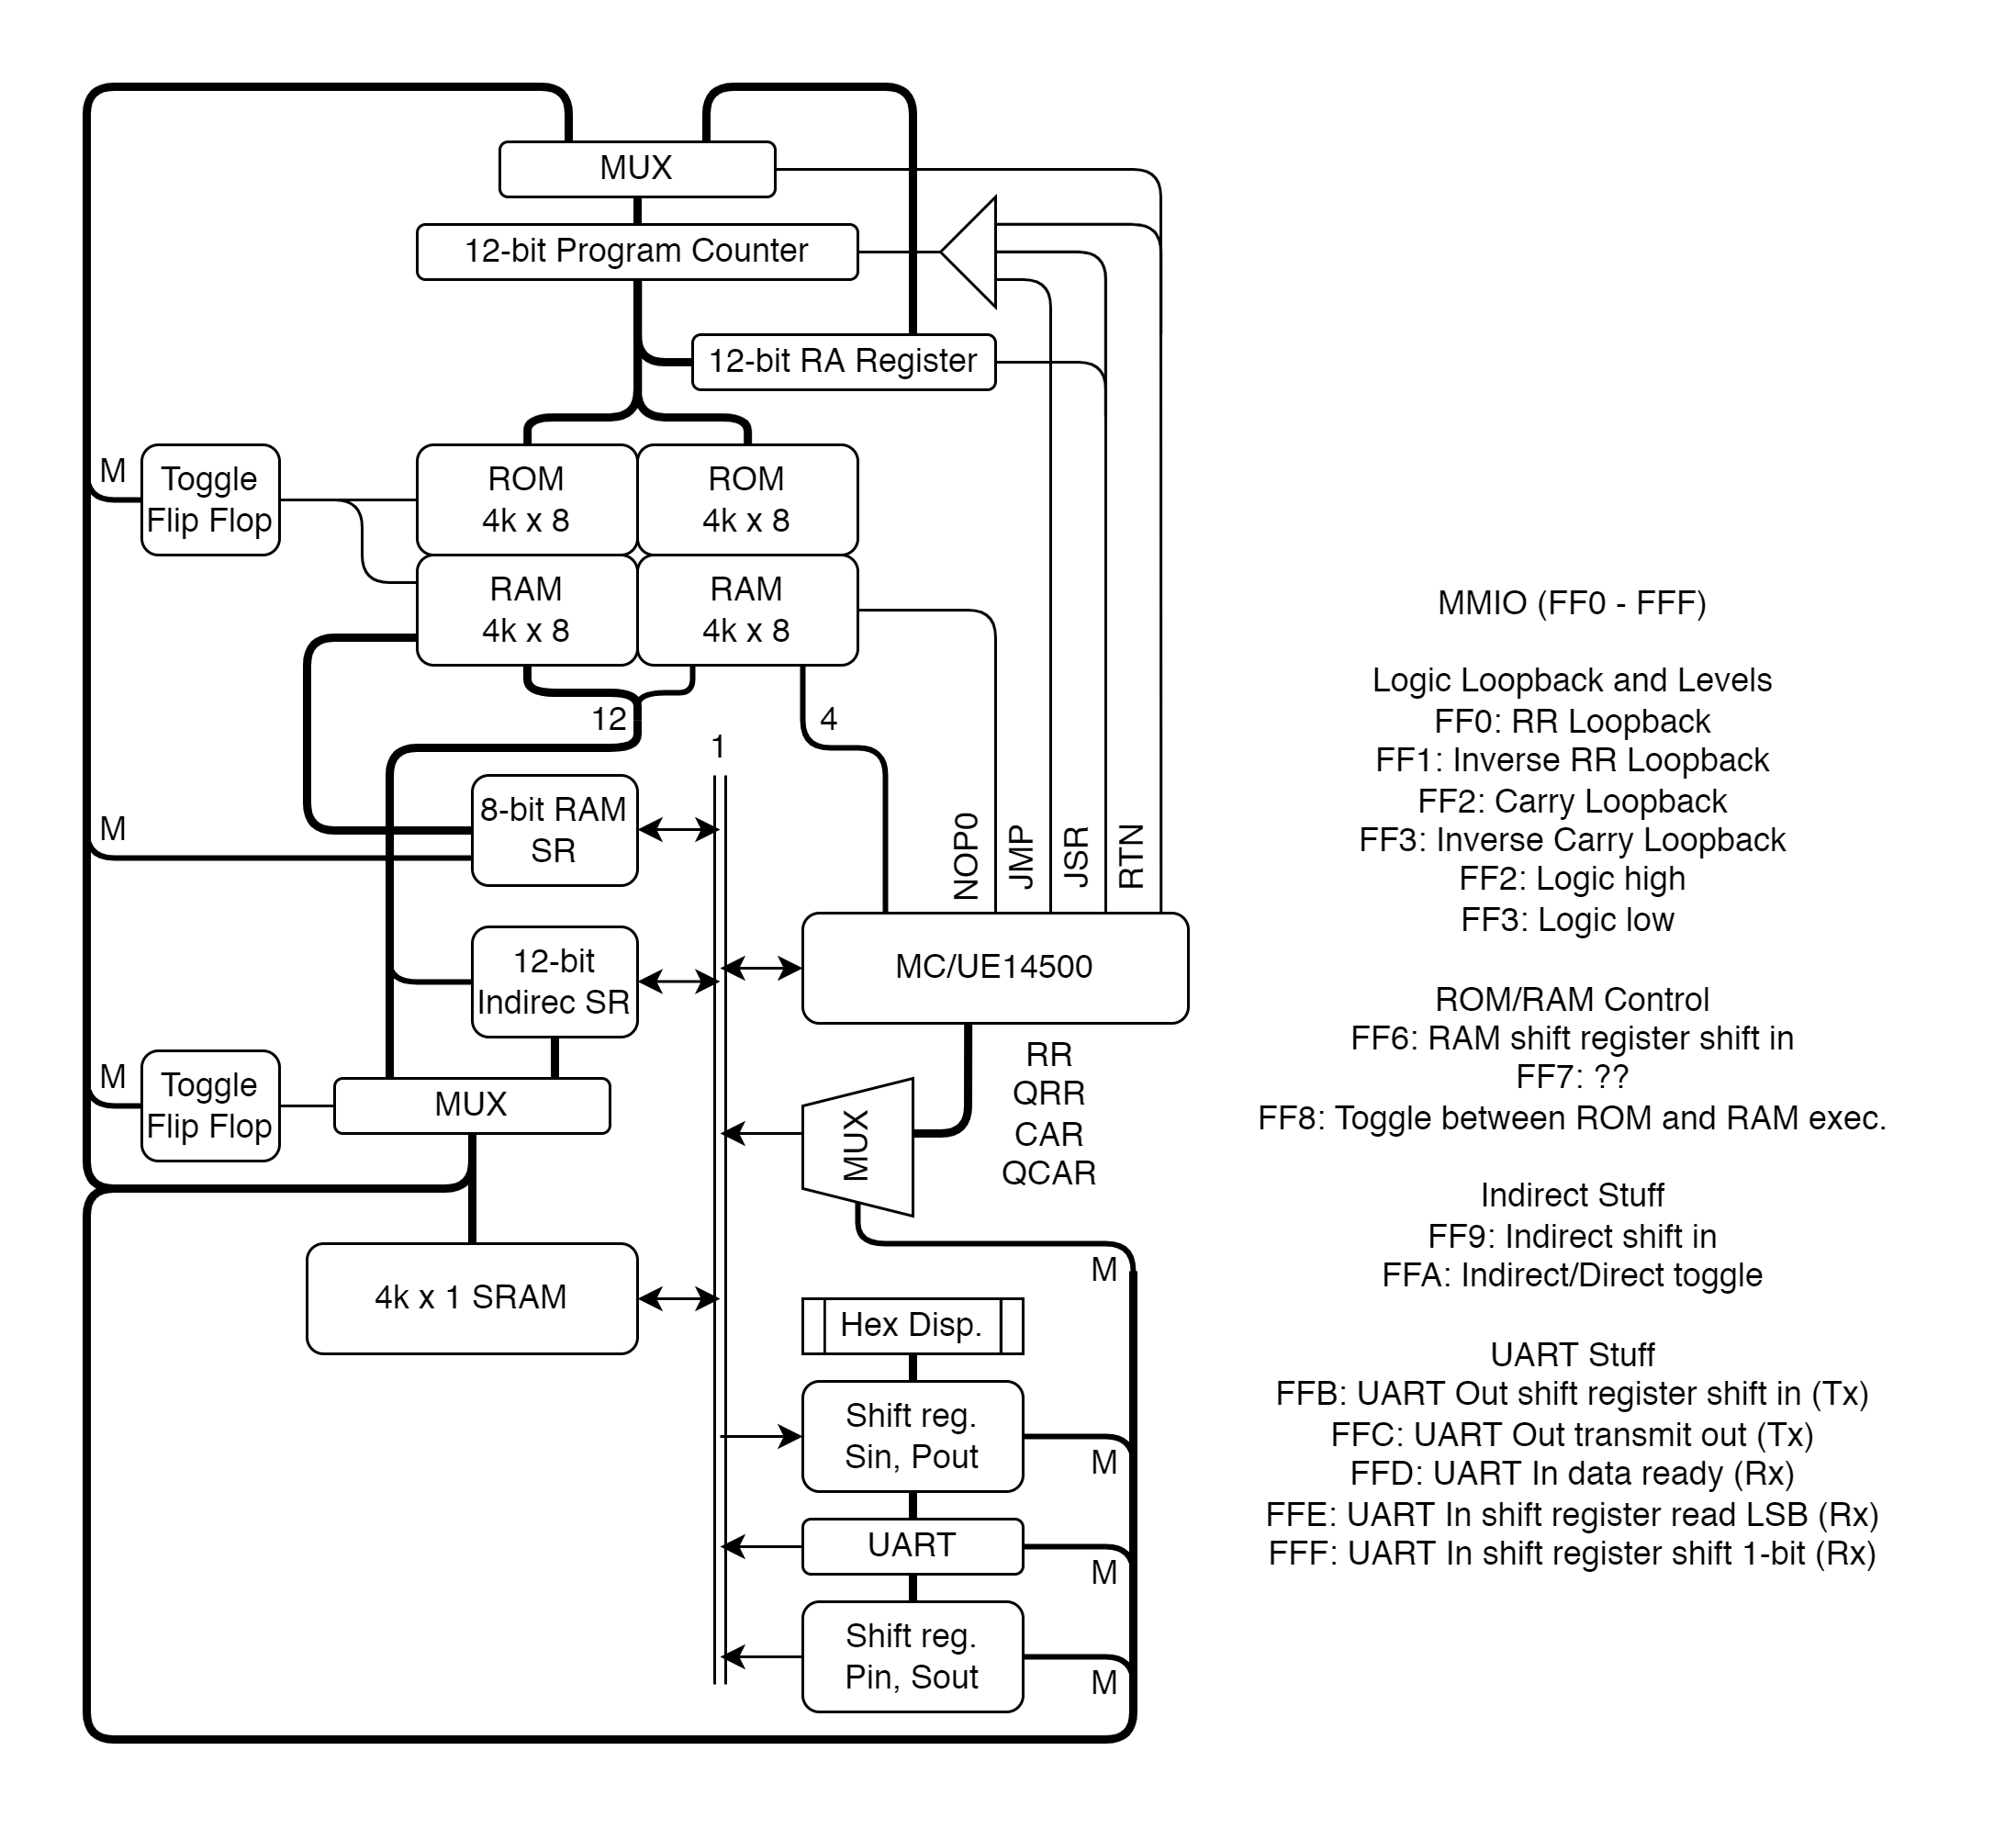 MUX
12-bit Program Counter
12-bit RA Register
M
Toggle
Flip Flop
ROM
4k x 8
ROM
4k x 8
RAM
4k x 8
RAM
4k x 8
12
4
1
M
8-bit RAM
SR
NOP0
JMP
JSR
RTN
12-bit
Indirec SR
MC/UE14500
M
Toggle
Flip Flop
MUX
MUX
RR
QRR
CAR
QCAR
4k x 1 SRAM
M
Hex Disp.
Shift reg.
Sin, Pout
M
UART
M
Shift reg.
Pin, Sout
M
MMIO (FF0 - FFF)
Logic Loopback and Levels
FF0: RR Loopback
FF1: Inverse RR Loopback
FF2: Carry Loopback
FF3: Inverse Carry Loopback
FF2: Logic high
FF3: Logic low
ROM/RAM Control
FF6: RAM shift register shift in
FF7: ??
FF8: Toggle between ROM and RAM exec.
Indirect Stuff
FF9: Indirect shift in
FFA: Indirect/Direct toggle
UART Stuff
FFB: UART Out shift register shift in (Tx)
FFC: UART Out transmit out (Tx)
FFD: UART In data ready (Rx)
FFE: UART In shift register read LSB (Rx)
FFF: UART In shift register shift 1-bit (Rx)